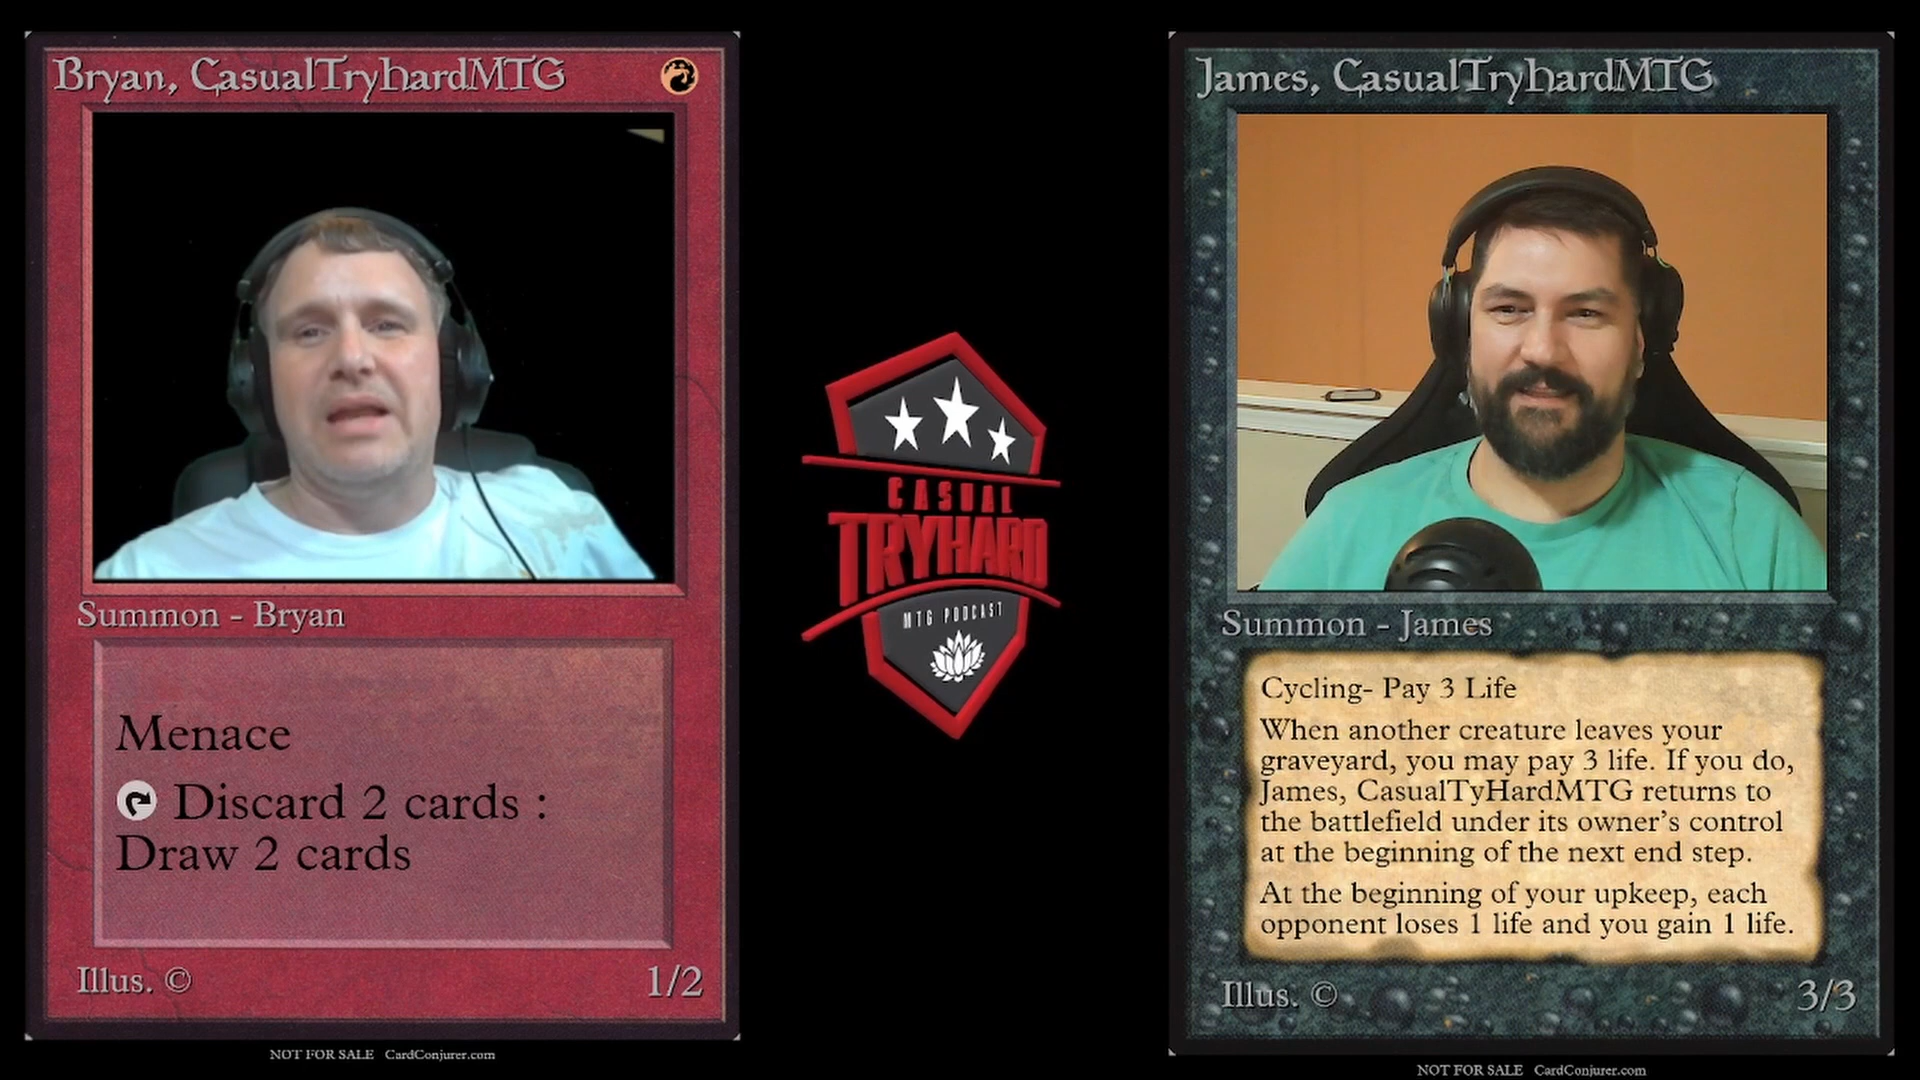 Bryan, CasualTryhardMTG
Summon - Bryan
Menace
Discard 2 cards :
Draw 2 cards
Illus. ©
1/2
NOT FOR SALE CardConjurer.com
CASUAL
TRYHARD
MTG PODCAST
James, CasualTryhardMTG
Summon - James
Cycling- Pay 3 Life
When another creature leaves your
graveyard, you may pay 3 life. If you do,
James, CasualTyHardMTG returns to
the battlefield under its owner's control
at the beginning of the next end step.
At the beginning of your upkeep, each
opponent loses 1 life and you gain 1 life.
Illus. ©
3/3
NOT FOR SALE CardConjurer.com